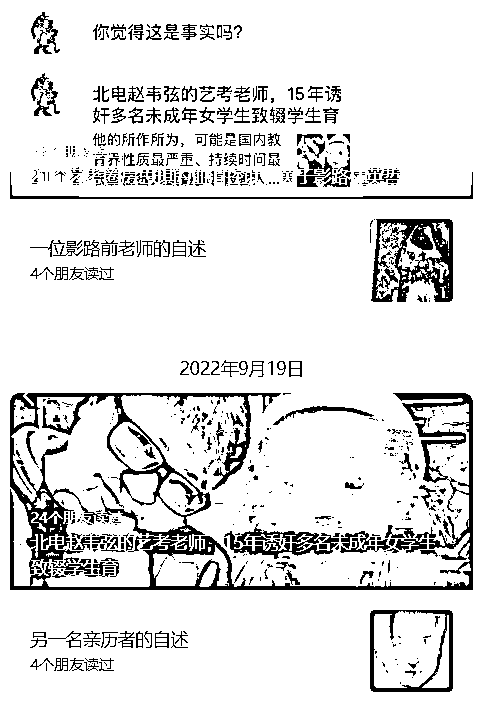 你觉得这是事实吗?
北电赵韦弦的艺考老师，15年诱
奸多名未成年女学生致辍学生育
他的所作所为，可能是国内教
育界性质最严重、持续时间最
一位影路前老师的自述
4个朋友读过
2022年9月19日
24个朋友读过
北电赵韦弦的艺考老师，15年诱奸多名未成年女学生
致辍学生育
另一名亲历者的自述
4个朋友读过